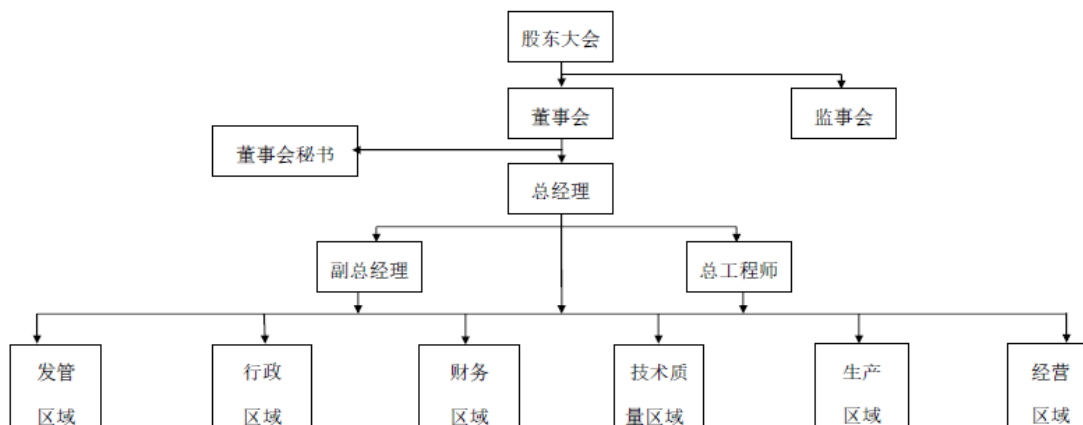 股东大会
董事会
监事会
董事会秘书
总经理
副总经理
总工程师
发管
区域
行政
区域
财务
区域
技术质
量区域
生产
区域
经营
区域